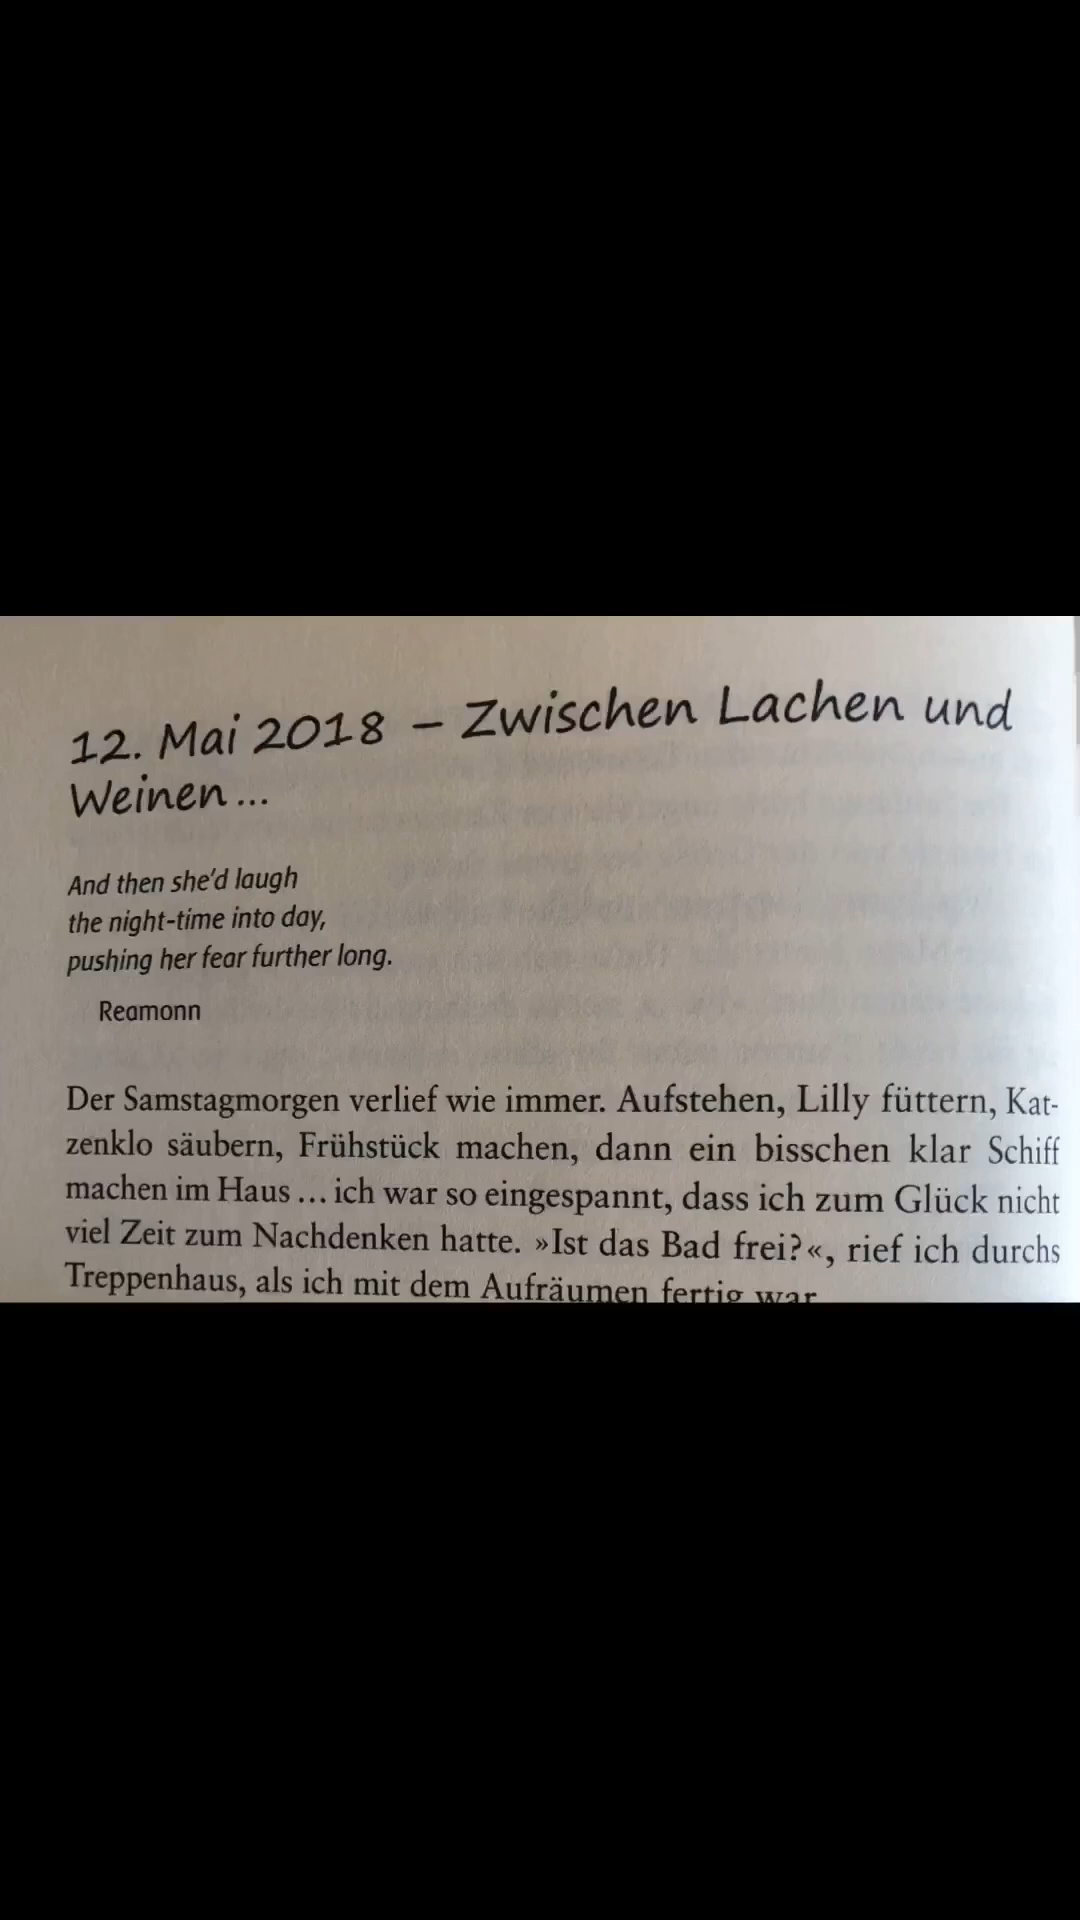 12. Mai 2018 – Zwischen Lachen und
Weinen...
And then she'd laugh
the night-time into day,
pushing her fear further long.
Reamonn
Der Samstagmorgen verlief wie immer. Aufstehen, Lilly füttern, Kat-
zenklo säubern, Frühstück machen, dann ein bisschen klar Schiff
machen im Haus ... ich war so eingespannt, dass ich zum Glück nicht
viel Zeit zum Nachdenken hatte. »Ist das Bad frei?«, rief ich durchs
Treppenhaus, als ich mit dem Aufräumen fertig war